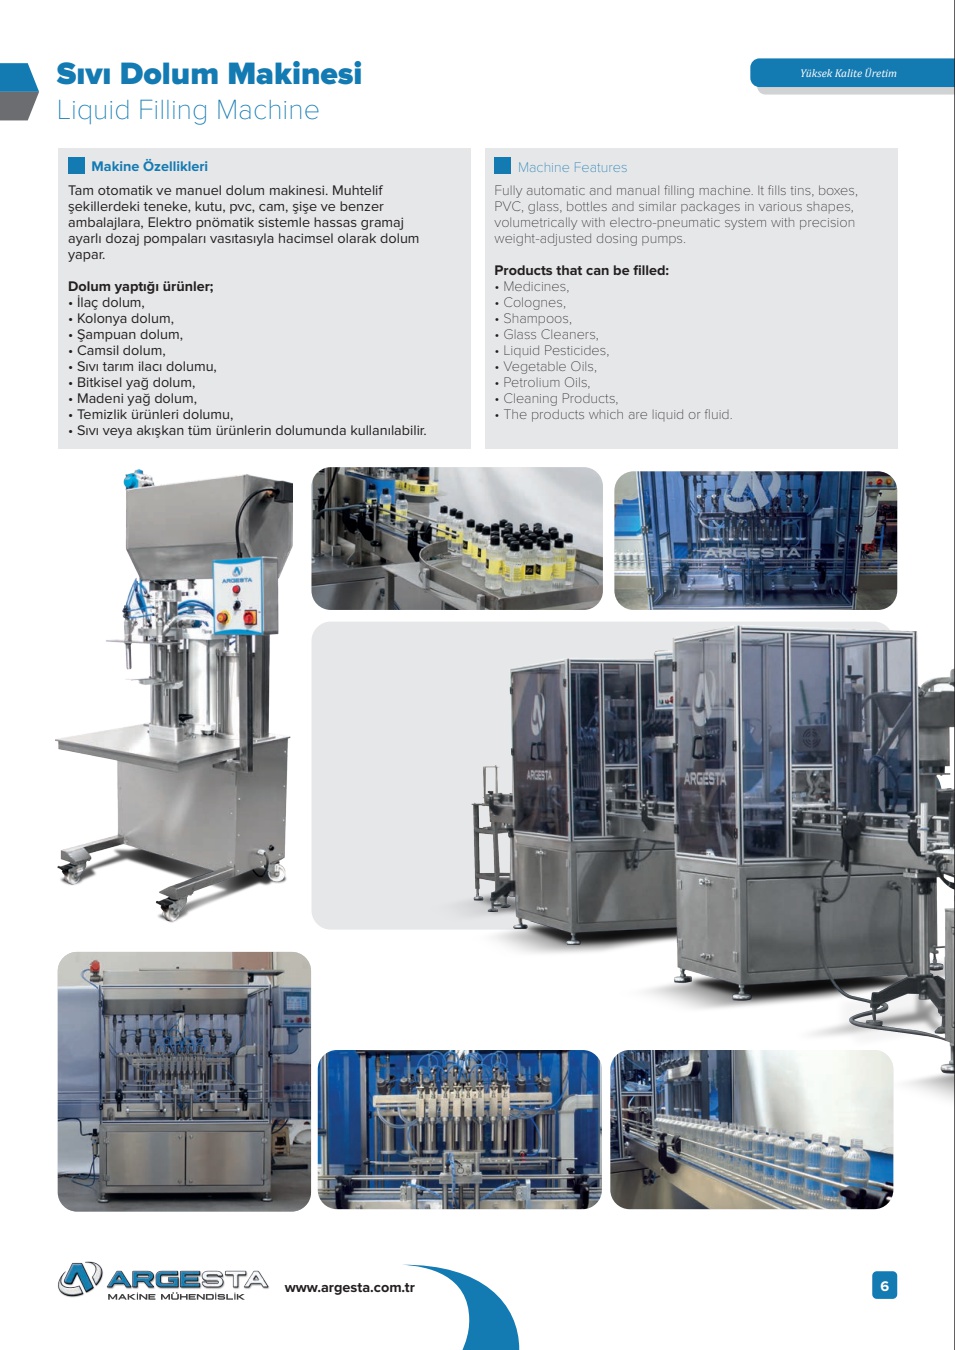 Sıvı Dolum Makinesi
Liquid Filling Machine
Yüksek Kalite Üretim
Makine Özellikleri
Tam otomatik ve manuel dolum makinesi. Muhtelif
şekillerdeki teneke, kutu, pvc, cam, şişe ve benzer
ambalajlara, Elektro pnömatik sistemle hassas gramaj
ayarlı dozaj pompaları vasıtasıyla hacimsel olarak dolum
yapar.
Dolum yaptığı ürünler;
• İlaç dolum,
• Kolonya dolum,
• Şampuan dolum,
• Camsil dolum,
• Sıvı tarım ilacı dolumu,
• Bitkisel yağ dolum,
• Madeni yağ dolum,
• Temizlik ürünleri dolumu,
• Sıvı veya akışkan tüm ürünlerin dolumunda kullanılabilir.
Machine Features
Fully automatic and manual filling machine. It fills tins, boxes,
PVC, glass, bottles and similar packages in various shapes,
volumetrically with electro-pneumatic system with precision
weight-adjusted dosing pumps.
Products that can be filled:
• Medicines,
• Colognes,
• Shampoos,
• Glass Cleaners,
• Liquid Pesticides,
• Vegetable Oils,
• Petrolium Oils,
• Cleaning Products,
• The products which are liquid or fluid.
ARGESTA
ARGESTA
ARGESTA
ARGESTA
ARGESTA
MAKİNE MÜHENDİSLİK
www.argesta.com.tr
6